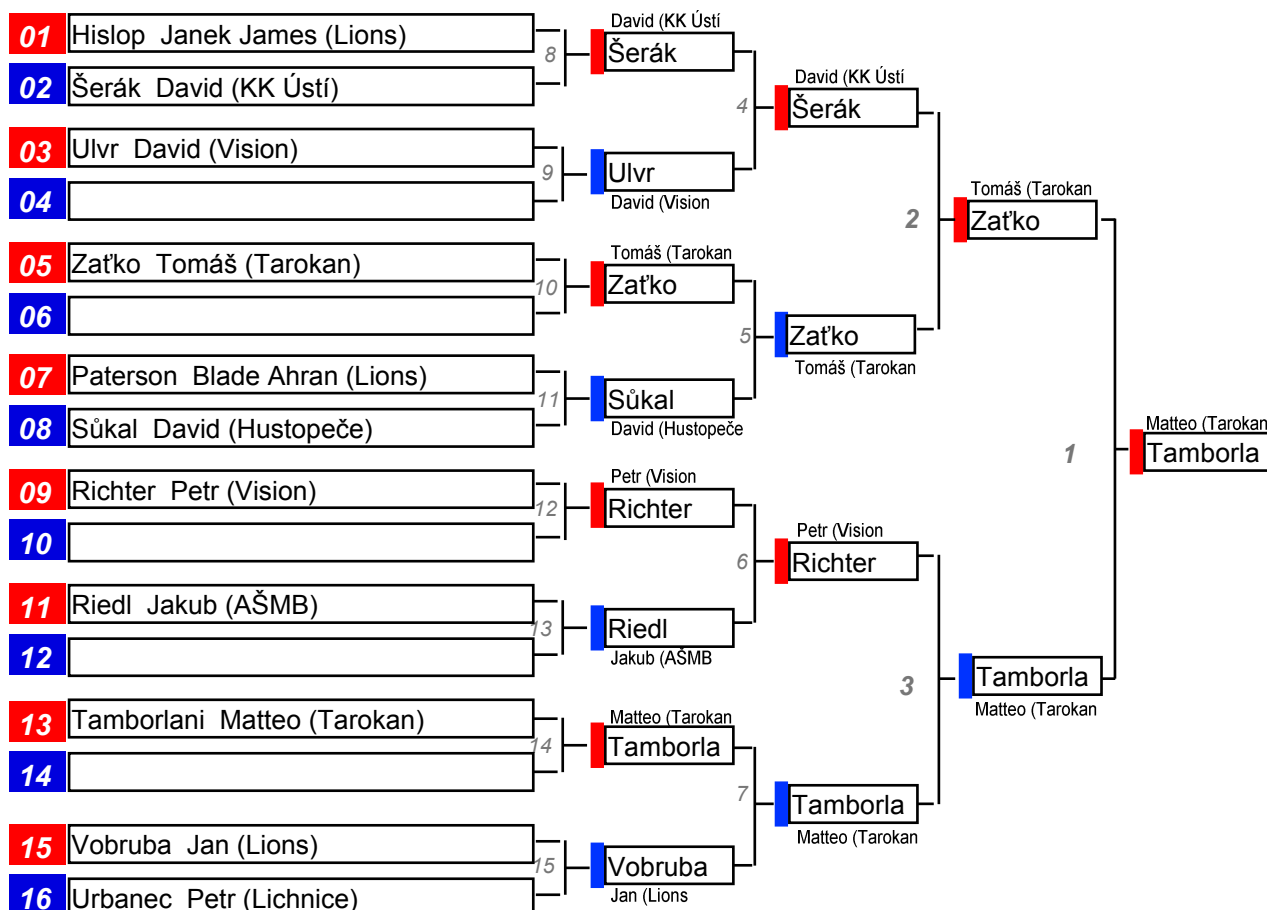 01 Hislop Janek James (Lions)
02 Šerák David (KK Ústí)
03 Ulvr David (Vision)
04
05 Zaťko Tomáš (Tarokan)
06
07 Paterson Blade Ahran (Lions)
08 Sůkal David (Hustopeče)
09 Richter Petr (Vision)
10
11 Riedl Jakub (AŠMB)
12
13 Tamborlani Matteo (Tarokan)
14
15 Vobruba Jan (Lions)
16 Urbanec Petr (Lichnice)
8
9
10
11
12
13
14
15
David (KK Ústí
Šerák
Ulvr
David (Vision
Tomáš (Tarokan
Zaťko
Sůkal
David (Hustopeče
Petr (Vision
Richter
Riedl
Jakub (AŠMB
Matteo (Tarokan
Tamborla
Vobruba
Jan (Lions
4
5
6
7
David (KK Ústí
Šerák
Zaťko
Tomáš (Tarokan
Petr (Vision
Richter
Tamborla
Matteo (Tarokan
2
3
Tomáš (Tarokan
Zaťko
Tamborla
Matteo (Tarokan
1
Matteo (Tarokan
Tamborla